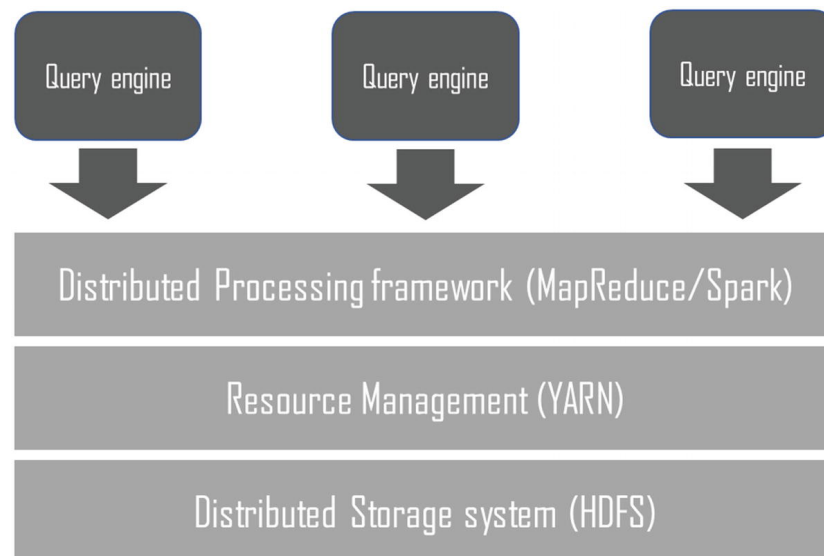 Query engine
Query engine
Query engine
Distributed Processing framework (MapReduce/Spark)
Resource Management (YARN)
Distributed Storage system (HDFS)